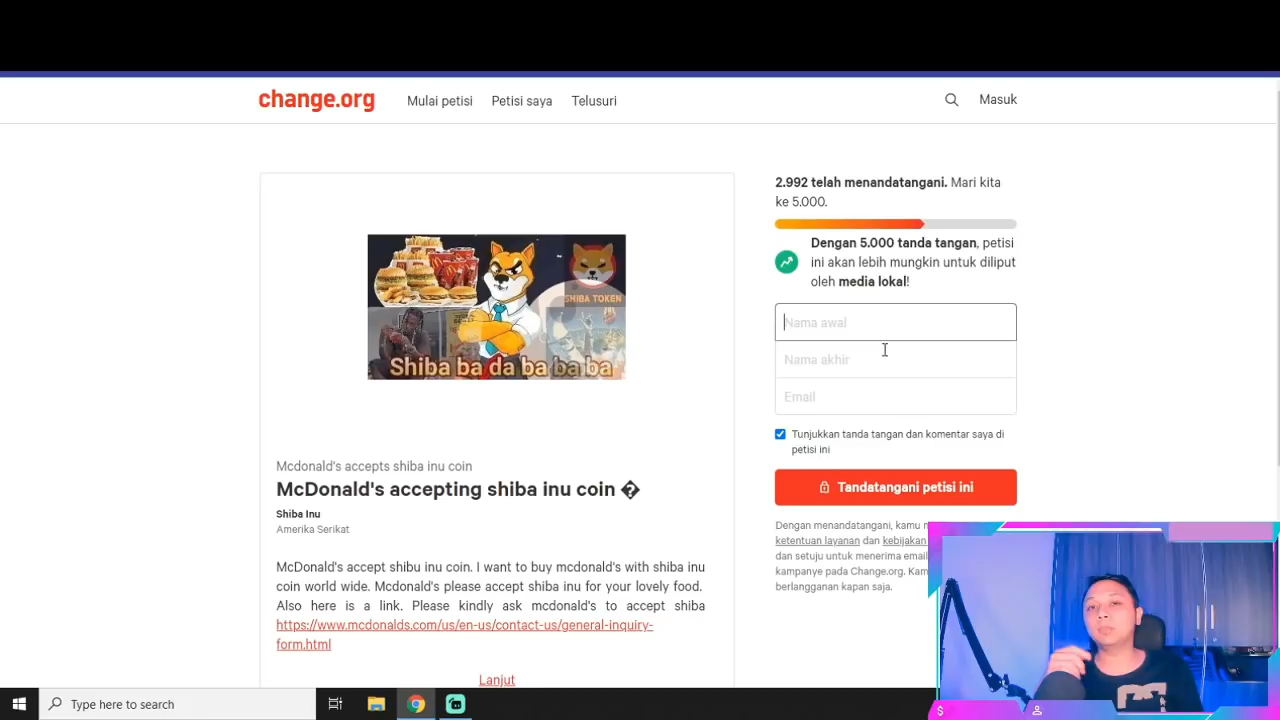 change.org
Mulai petisi
Petisi saya
Telusuri
Masuk
SHIBA TOKEN
Shiba ba da ba ba ba
Mcdonald's accepts shiba inu coin
McDonald's accepting shiba inu coin �
Shiba Inu
Amerika Serikat
McDonald's accept shibu inu coin. I want to buy mcdonald's with shiba inu
coin world wide. Mcdonald's please accept shiba inu for your lovely food.
Also here is a link. Please kindly ask mcdonald's to accept shiba
https://www.mcdonalds.com/us/en-us/contact-us/general-inquiry-
form.html
Lanjut
2.992 telah menandatangani. Mari kita
ke 5.000.
Dengan 5.000 tanda tangan, petisi
ini akan lebih mungkin untuk diliput
oleh media lokal!
Nama awal
Nama akhir
Email
Tunjukkan tanda tangan dan komentar saya di
petisi ini
Tandatangani petisi ini
Dengan menandatangani, kamu
ketentuan layanan dan kebijakan
dan setuju untuk menerima email
kampanye pada Change.org. Kam
berlangganan kapan saja.
Type here to search